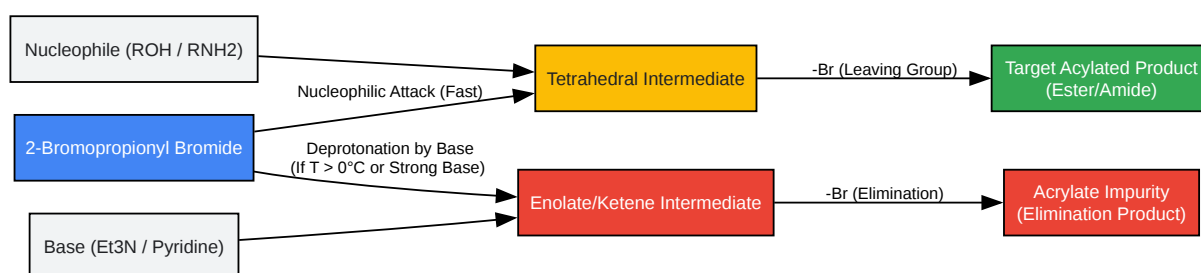 Nucleophile (ROH / RNH2)
Tetrahedral Intermediate
-Br (Leaving Group)
Target Acylated Product
(Ester/Amide)
Nucleophilic Attack (Fast)
2-Bromopropionyl Bromide
Deprotonation by Base
(If T > 0°C or Strong Base)
Enolate/Ketene Intermediate
-Br (Elimination)
Acrylate Impurity
(Elimination Product)
Base (Et3N / Pyridine)